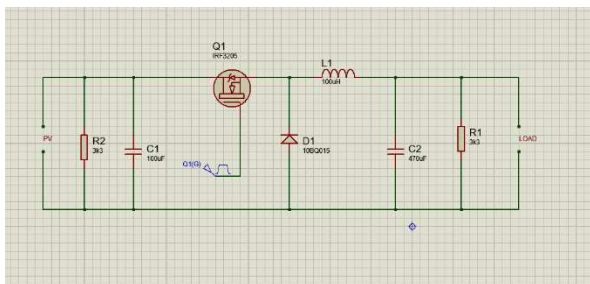 Q1
IRF3205
L1
100uH
PV
R2
3k3
C1
100uF
Q1(G)
D1
10BQ015
C2
470uF
R1
3k3
LOAD